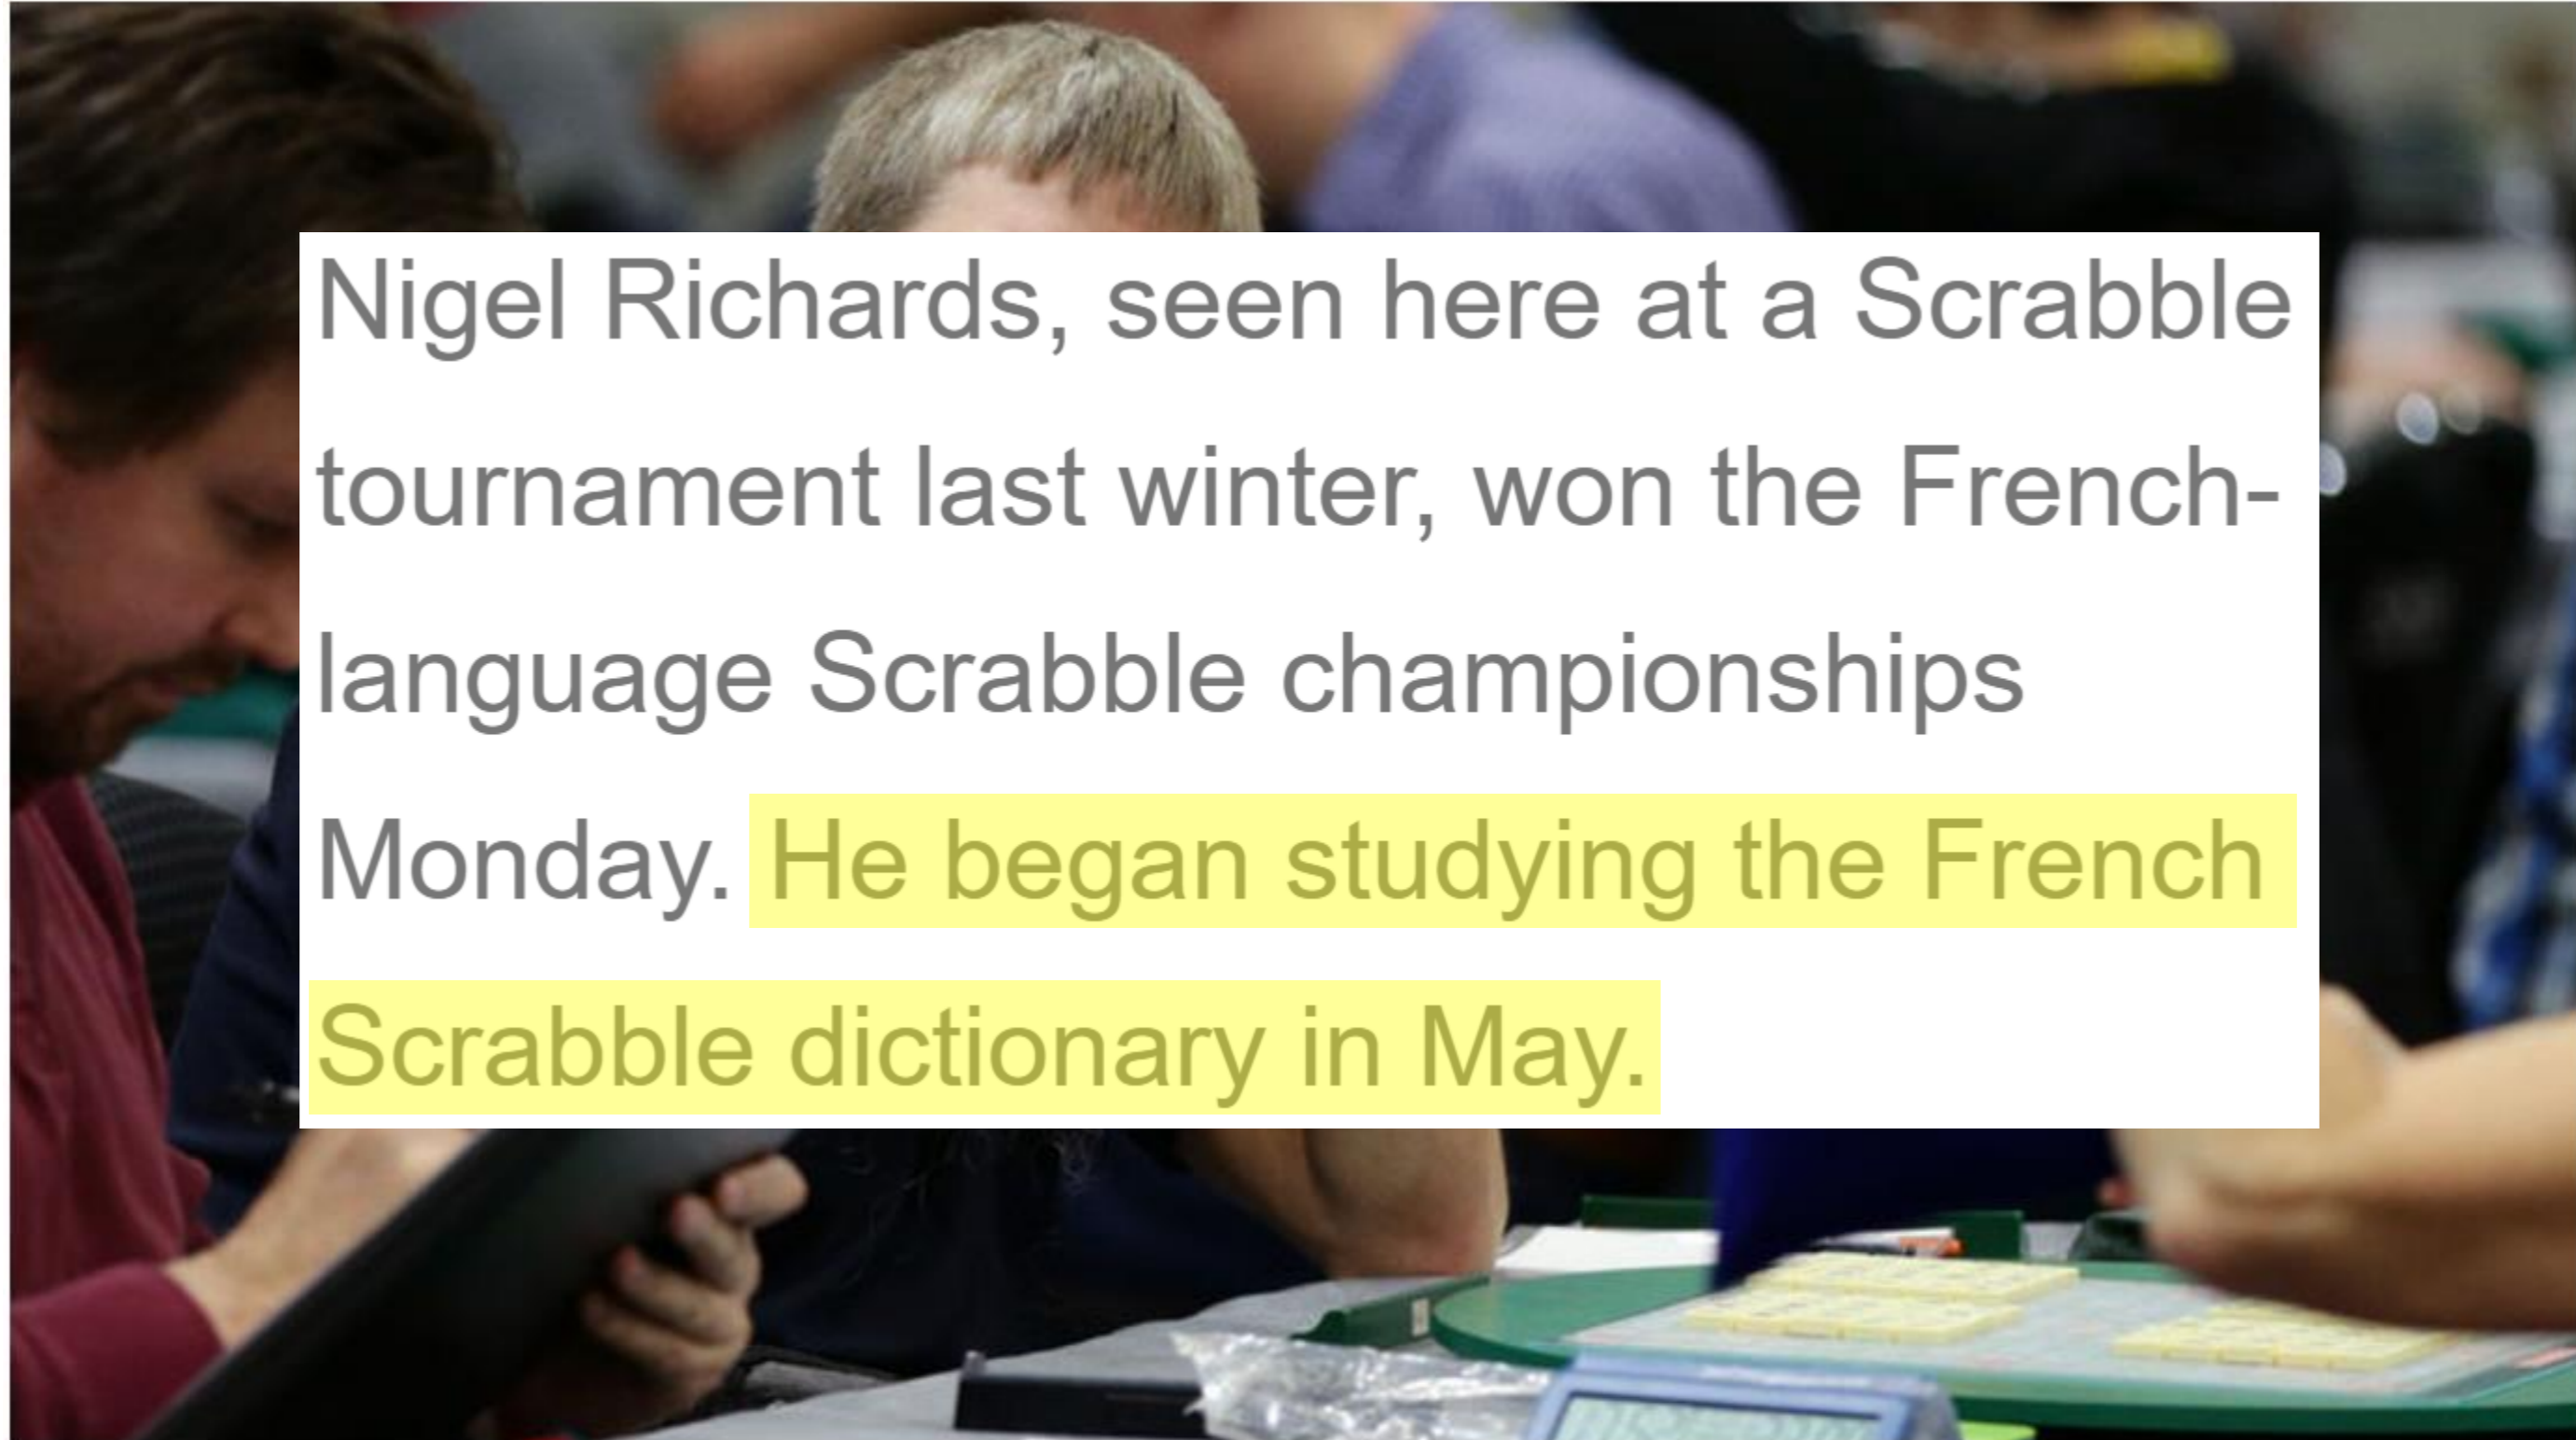 Nigel Richards, seen here at a Scrabble
tournament last winter, won the French-
language Scrabble championships
Monday. He began studying the French
Scrabble dictionary in May.